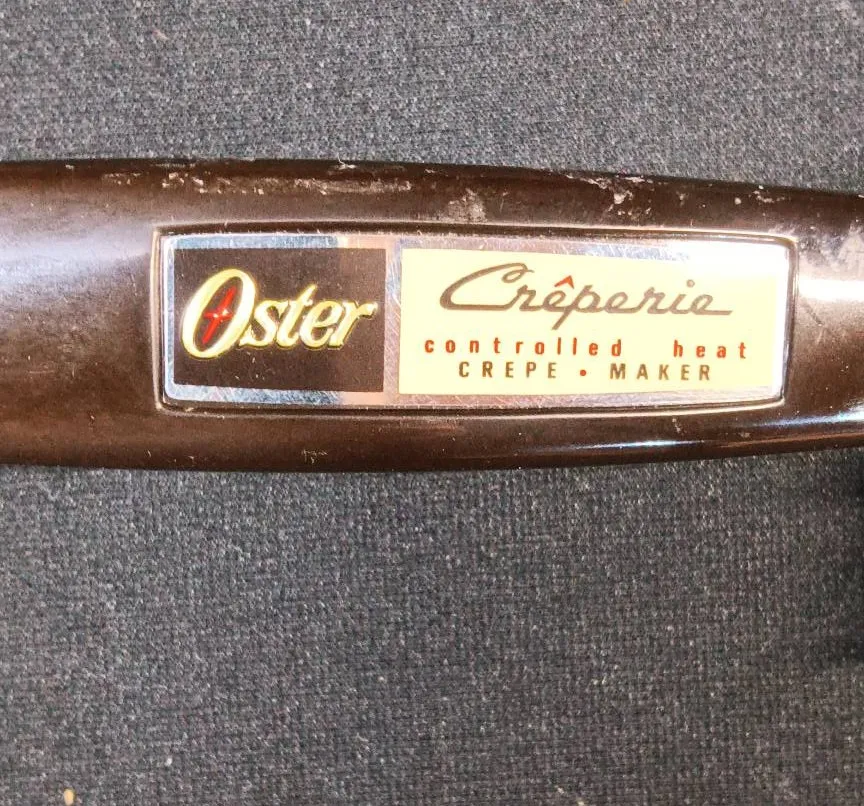 Oster
Crêperie
controlled heat
CREPE • MAKER